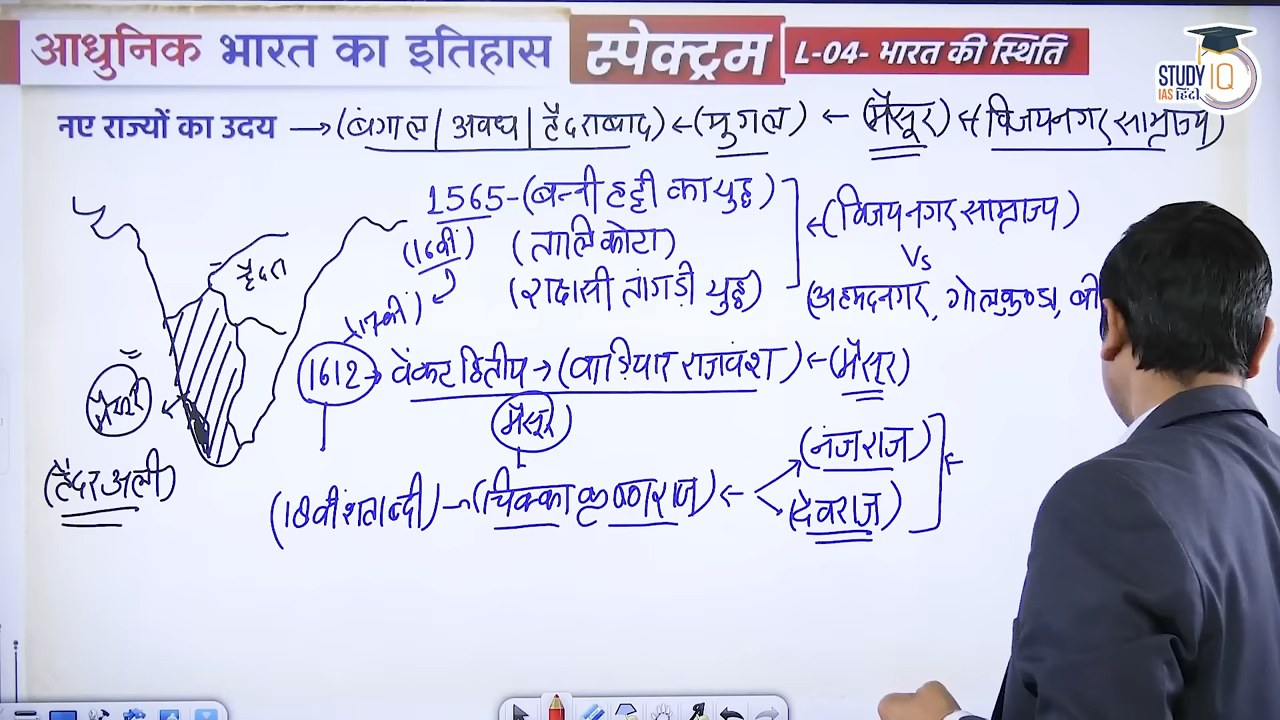 आधुनिक भारत का इतिहास स्पेक्ट्रम L-04- भारत की स्थिति
STUDY IQ
IAS हिंदी
नए राज्यों का उदय → (बंगाल | अवध | हैदराबाद) ← (मुगल) ← (मैसूर) ← (विजयनगर साम्राज्य)
1565 - (बन्नी हट्टी का युद्ध)
(16वीं) (तालिकोटा)
(राक्षसी तांगड़ी युद्ध)
← (विजयनगर साम्राज्य)
Vs
(अहमदनगर, गोलकुण्डा, बी
हैदरा
(17वीं)
1612 → वेंकट द्वितीय → (वाडियार राजवंश) ← (मैसूर)
मैसूर
(मैसूर)
(हैदर अली)
(18वीं शताब्दी) → (चिक्का कृष्णराज) ← (नंजराज)
(देवराज)